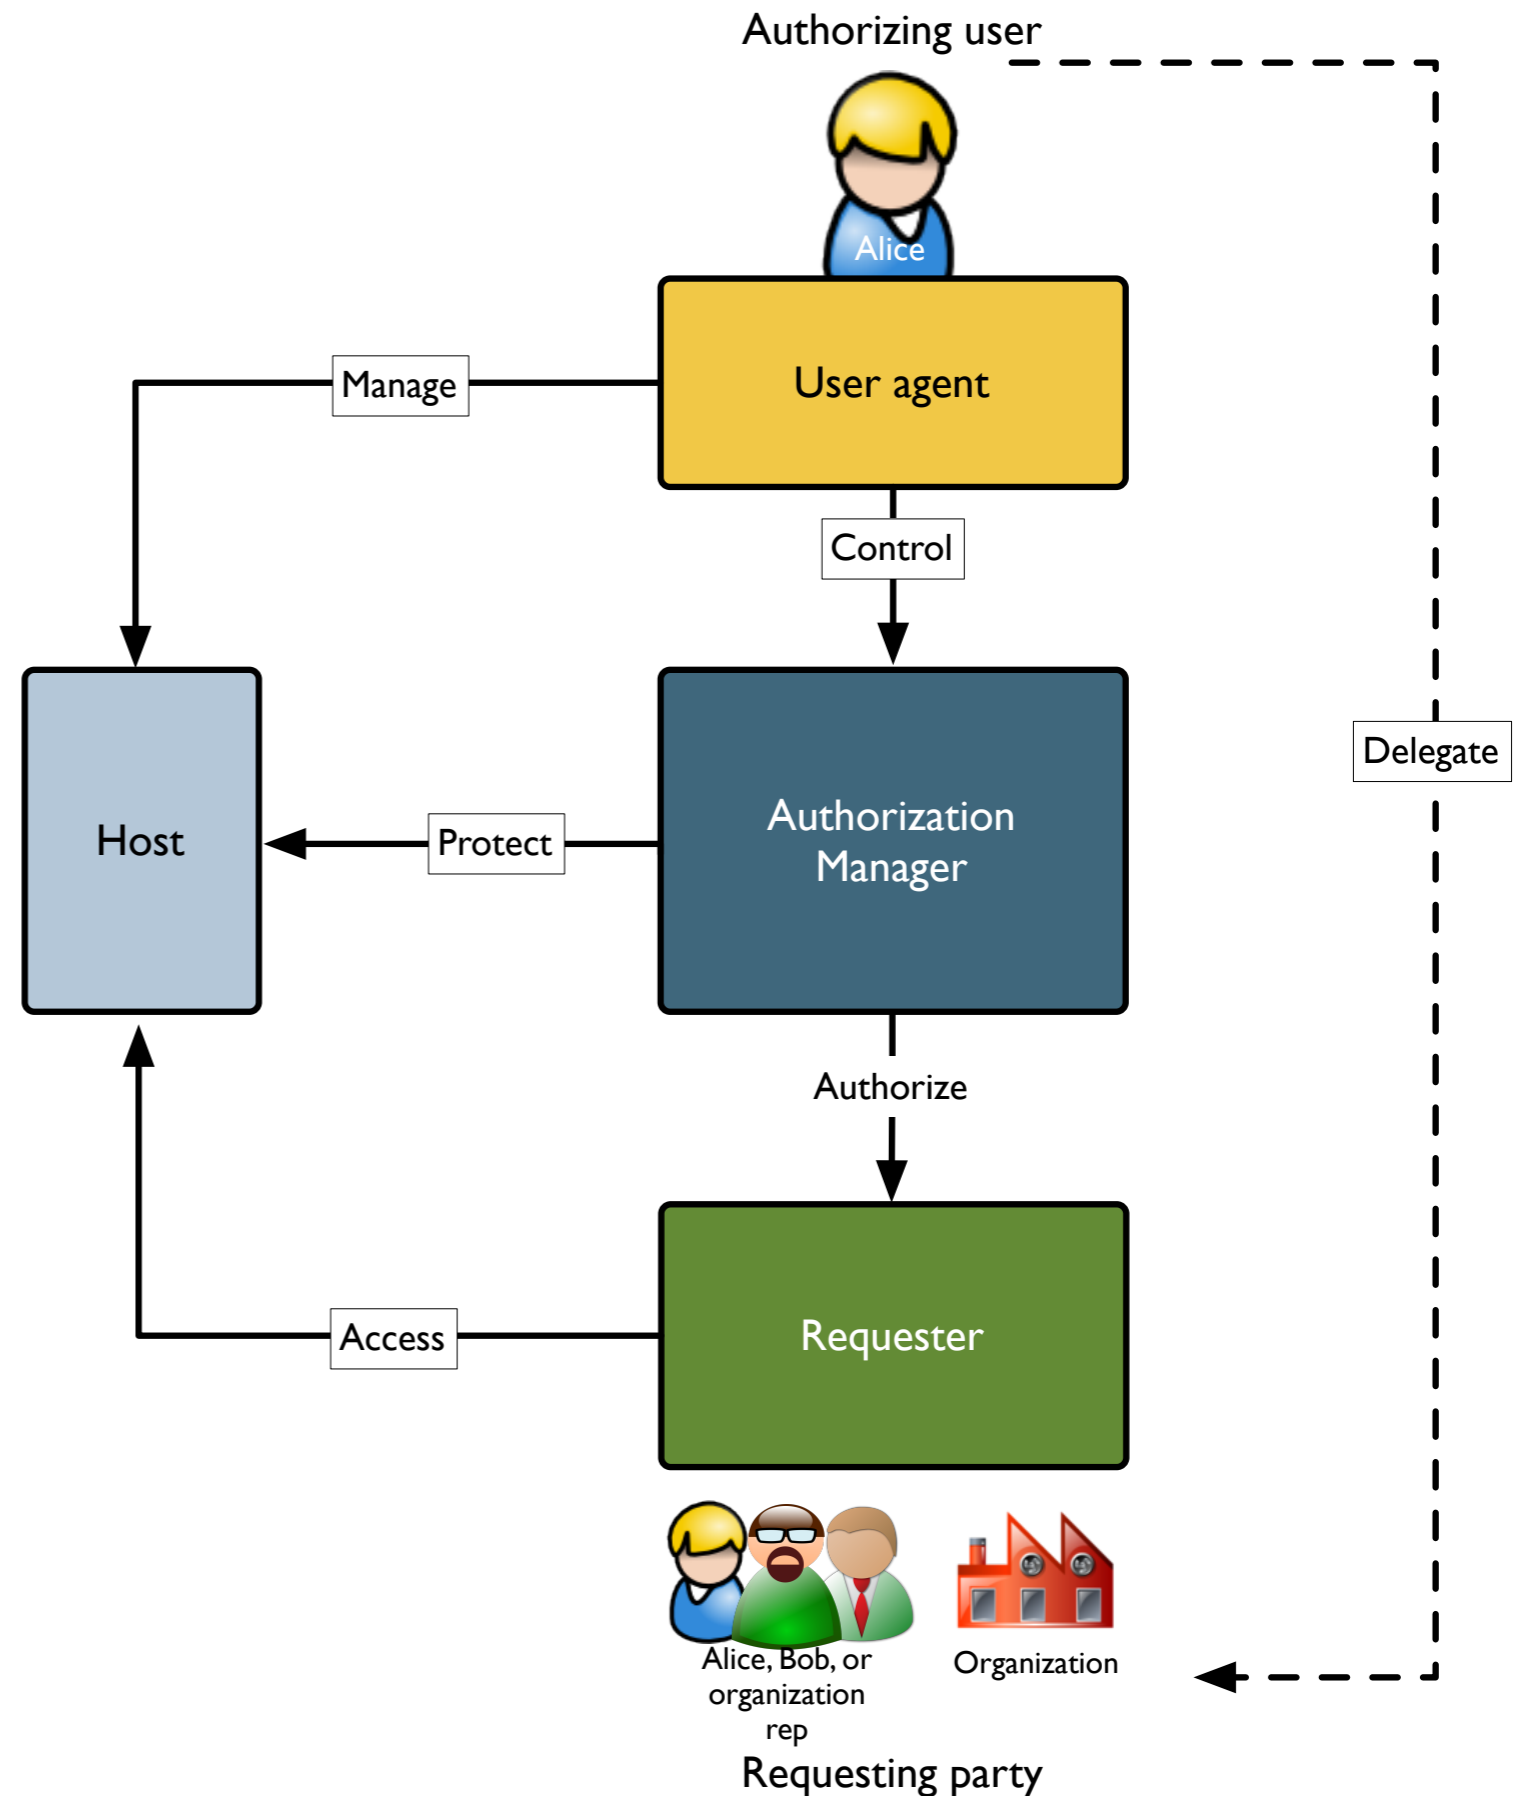 Authorizing user
Alice
User agent
Manage
Control
Host
Protect
Authorization
Manager
Delegate
Authorize
Access
Requester
Alice, Bob, or
organization
rep
Organization
Requesting party